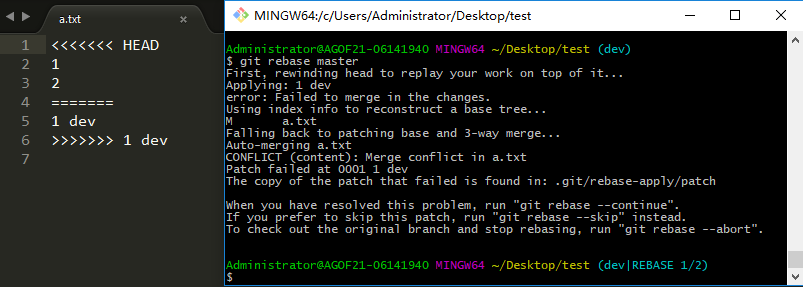 a.txt
1 <<<<<<< HEAD
2 1
3 2
4 =======
5 1 dev
6 >>>>>>> 1 dev
7
MINGW64:/c/Users/Administrator/Desktop/test
Administrator@AGOF21-06141940 MINGW64 ~/Desktop/test (dev)
$ git rebase master
First, rewinding head to replay your work on top of it...
Applying: 1 dev
error: Failed to merge in the changes.
Using index info to reconstruct a base tree...
M       a.txt
Falling back to patching base and 3-way merge...
Auto-merging a.txt
CONFLICT (content): Merge conflict in a.txt
Patch failed at 0001 1 dev
The copy of the patch that failed is found in: .git/rebase-apply/patch
When you have resolved this problem, run "git rebase --continue".
If you prefer to skip this patch, run "git rebase --skip" instead.
To check out the original branch and stop rebasing, run "git rebase --abort".
Administrator@AGOF21-06141940 MINGW64 ~/Desktop/test (dev|REBASE 1/2)
$